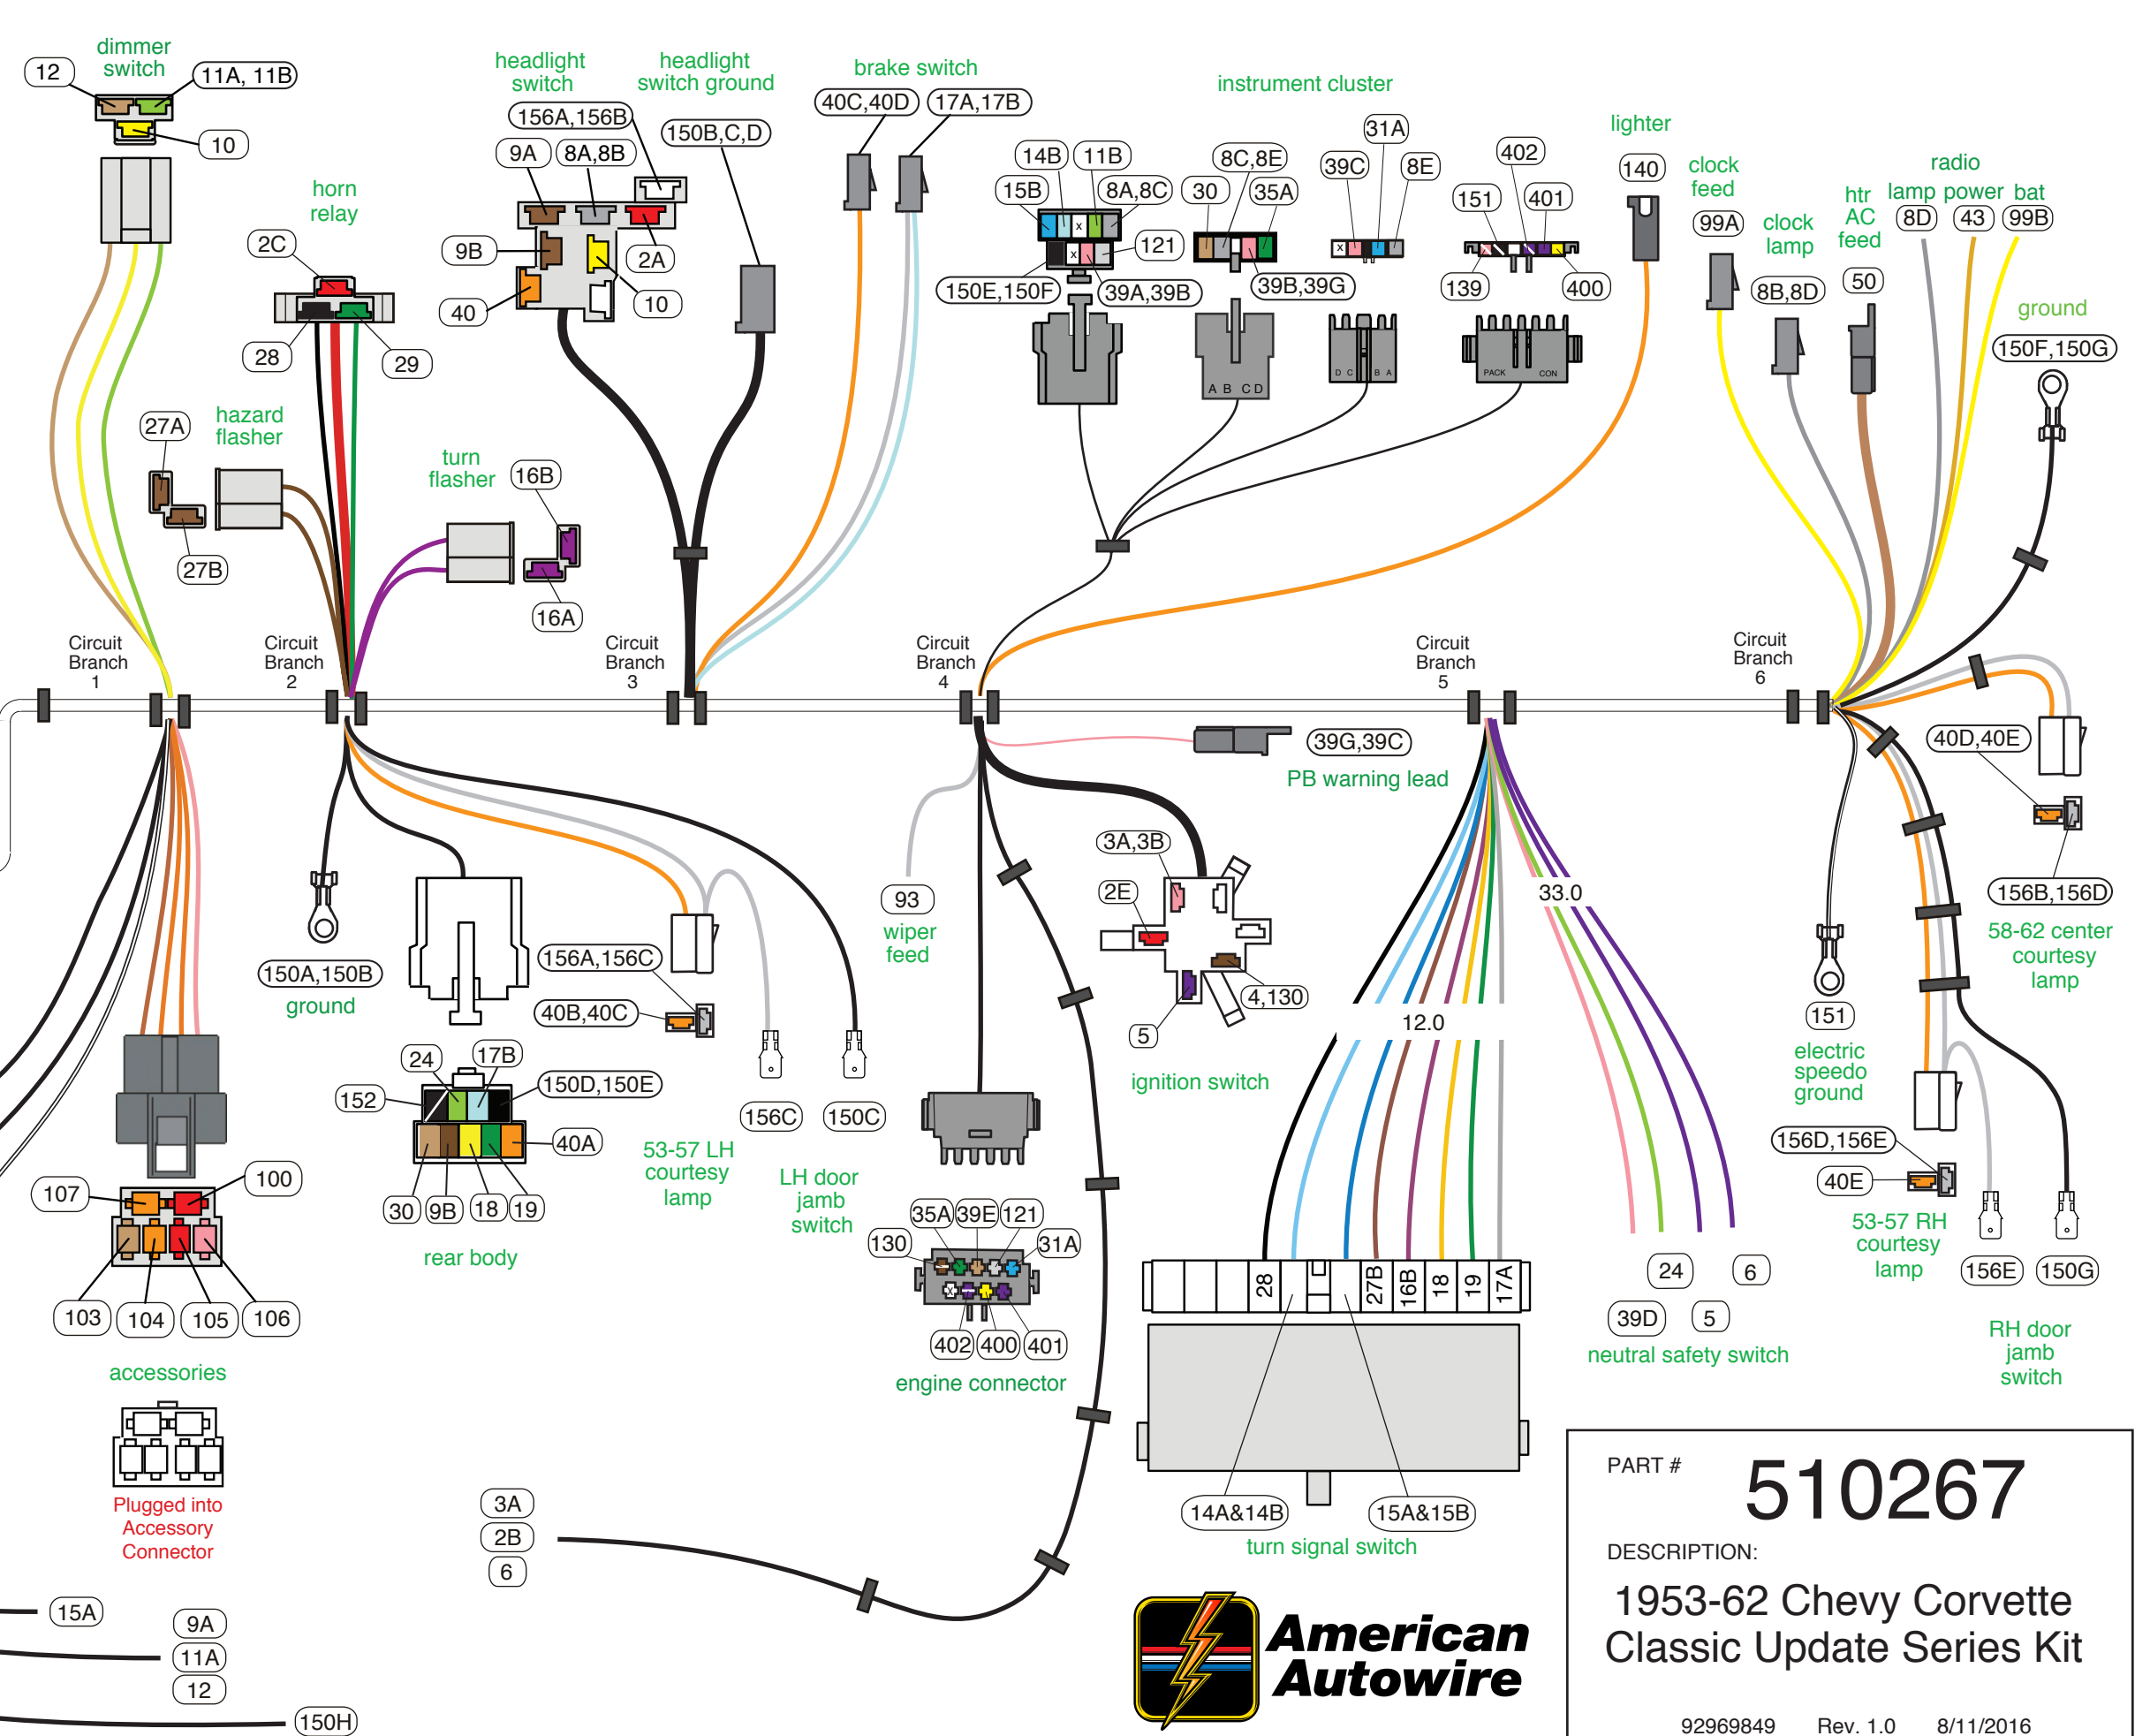 dimmer
switch
12
11A, 11B
10
horn
relay
2C
28
29
hazard
flasher
27A
27B
turn
flasher
16B
16A
headlight
switch
156A,156B
9A
8A,8B
9B
2A
40
10
headlight
switch ground
150B,C,D
brake switch
40C,40D
17A,17B
instrument cluster
14B
11B
15B
8A,8C
x
x
121
150E,150F
39A,39B
8C,8E
30
35A
39B,39G
A B C D
31A
39C
8E
x
D C B A
402
151
401
139
400
PACK CON
lighter
140
clock
feed
99A
clock
lamp
8B,8D
htr
AC
feed
50
radio
lamp power bat
8D
43
99B
ground
150F,150G
Circuit
Branch
1
Circuit
Branch
2
Circuit
Branch
3
Circuit
Branch
4
Circuit
Branch
5
Circuit
Branch
6
107
100
103
104
105
106
accessories
Plugged into
Accessory
Connector
150A,150B
ground
24
17B
152
150D,150E
40A
30
9B
18
19
rear body
156A,156C
40B,40C
53-57 LH
courtesy
lamp
156C
150C
LH door
jamb
switch
93
wiper
feed
35A
39E
121
130
31A
x
402
400
401
engine connector
39G,39C
PB warning lead
3A,3B
2E
4,130
5
ignition switch
12.0
33.0
28
27B
16B
18
19
17A
14A&14B
15A&15B
turn signal switch
24
6
39D
5
neutral safety switch
151
electric
speedo
ground
40D,40E
156B,156D
58-62 center
courtesy
lamp
156D,156E
40E
53-57 RH
courtesy
lamp
156E
150G
RH door
jamb
switch
3A
2B
6
15A
9A
11A
12
150H
American
Autowire
PART #
510267
DESCRIPTION:
1953-62 Chevy Corvette
Classic Update Series Kit
92969849 Rev. 1.0 8/11/2016